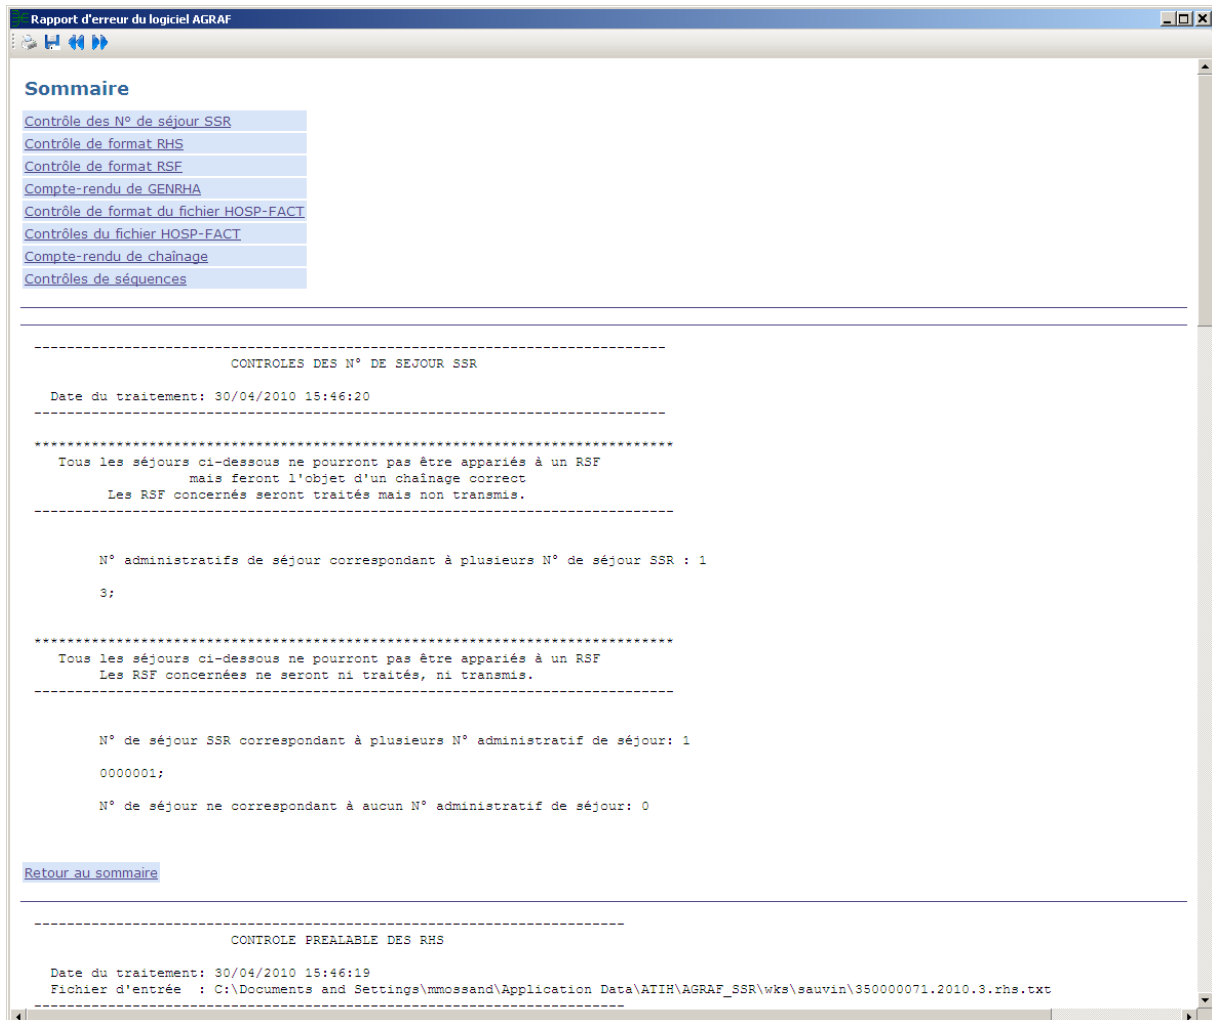 Rapport d'erreur du logiciel AGRAF
Sommaire
Contrôle des N° de séjour SSR
Contrôle de format RHS
Contrôle de format RSF
Compte-rendu de GENRHA
Contrôle de format du fichier HOSP-FACT
Contrôles du fichier HOSP-FACT
Compte-rendu de chaînage
Contrôles de séquences
-----------------------------------------------------------------------------
CONTROLES DES N° DE SEJOUR SSR
Date du traitement: 30/04/2010 15:46:20
-----------------------------------------------------------------------------
******************************************************************************
Tous les séjours ci-dessous ne pourront pas être appariés à un RSF
mais feront l'objet d'un chaînage correct
Les RSF concernés seront traités mais non transmis.
------------------------------------------------------------------------------
N° administratifs de séjour correspondant à plusieurs N° de séjour SSR : 1
3;
******************************************************************************
Tous les séjours ci-dessous ne pourront pas être appariés à un RSF
Les RSF concernées ne seront ni traités, ni transmis.
------------------------------------------------------------------------------
N° de séjour SSR correspondant à plusieurs N° administratif de séjour: 1
0000001;
N° de séjour ne correspondant à aucun N° administratif de séjour: 0
Retour au sommaire
------------------------------------------------------------------------
CONTROLE PREALABLE DES RHS
Date du traitement: 30/04/2010 15:46:19
Fichier d'entrée  : C:\Documents and Settings\mmossand\Application Data\ATIH\AGRAF_SSR\wks\sauvin\350000071.2010.3.rhs.txt
------------------------------------------------------------------------